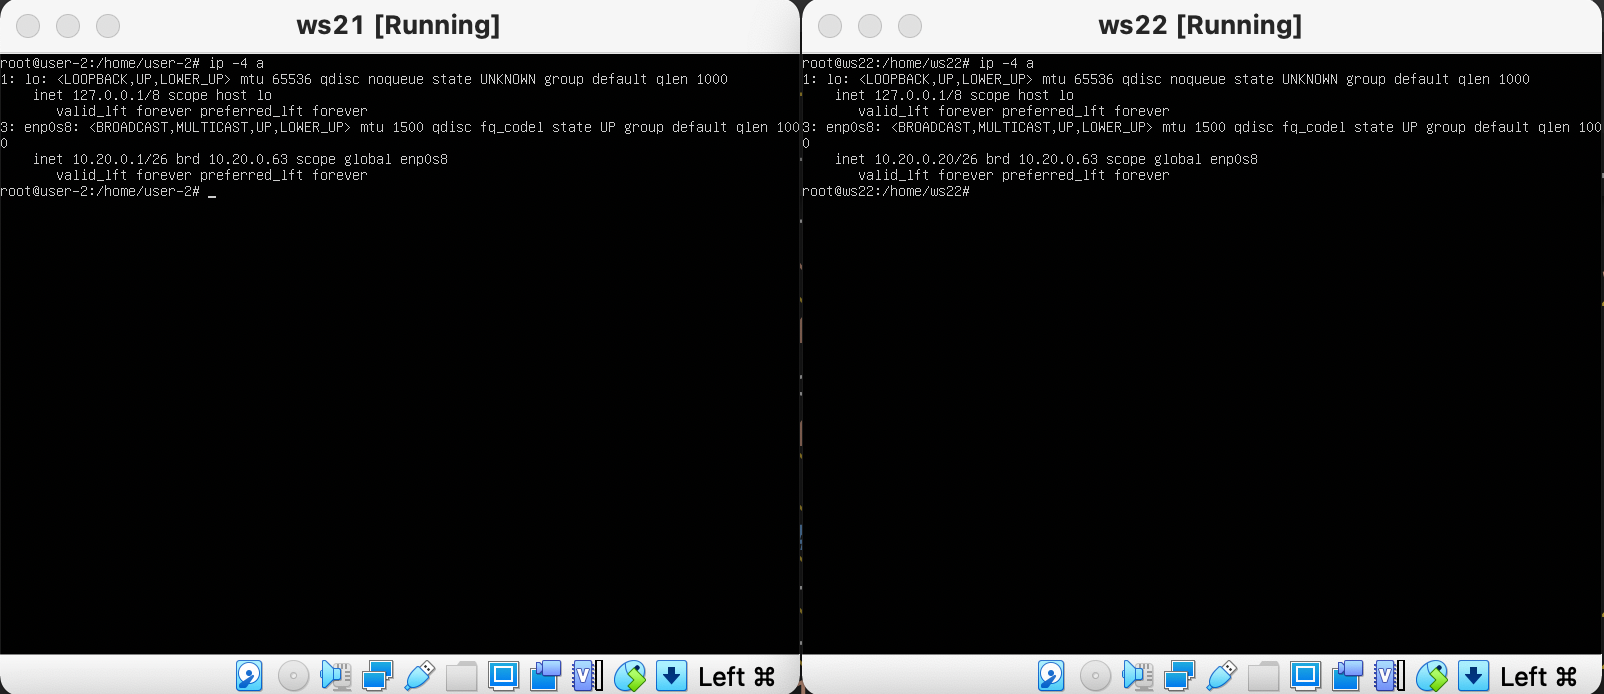 ws21 [Running]
root@user-2:/home/user-2# ip -4 a
1: lo: <LOOPBACK,UP,LOWER_UP> mtu 65536 qdisc noqueue state UNKNOWN group default qlen 1000
    inet 127.0.0.1/8 scope host lo
       valid_lft forever preferred_lft forever
3: enp0s8: <BROADCAST,MULTICAST,UP,LOWER_UP> mtu 1500 qdisc fq_codel state UP group default qlen 100
0
    inet 10.20.0.1/26 brd 10.20.0.63 scope global enp0s8
       valid_lft forever preferred_lft forever
root@user-2:/home/user-2# _
V
Left ⌘
ws22 [Running]
root@ws22:/home/ws22# ip -4 a
1: lo: <LOOPBACK,UP,LOWER_UP> mtu 65536 qdisc noqueue state UNKNOWN group default qlen 1000
    inet 127.0.0.1/8 scope host lo
       valid_lft forever preferred_lft forever
3: enp0s8: <BROADCAST,MULTICAST,UP,LOWER_UP> mtu 1500 qdisc fq_codel state UP group default qlen 100
0
    inet 10.20.0.20/26 brd 10.20.0.63 scope global enp0s8
       valid_lft forever preferred_lft forever
root@ws22:/home/ws22#
V
Left ⌘